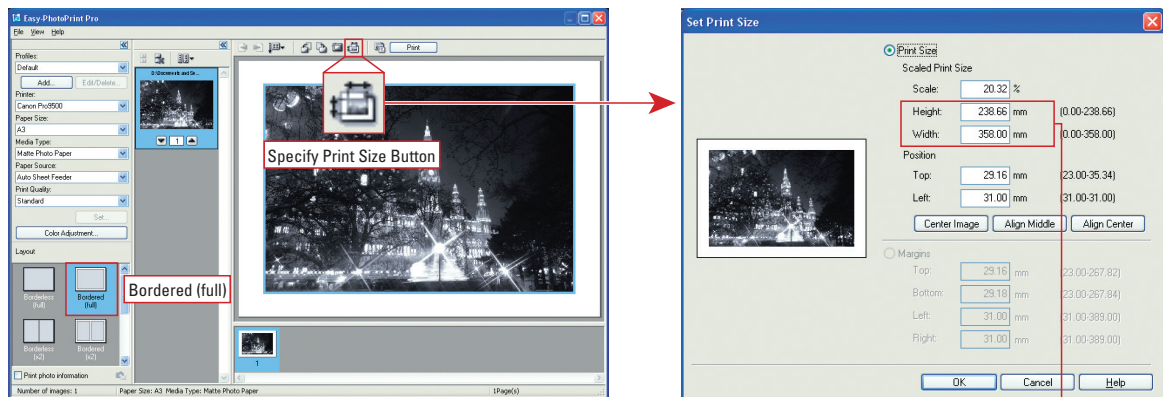 Easy-PhotoPrint Pro
File View Help
Profiles:
Default
Add... Edit/Delete...
Printer:
Canon Pro9500
Paper Size:
A3
Media Type:
Matte Photo Paper
Paper Source:
Auto Sheet Feeder
Print Quality:
Standard
Set...
Color Adjustment...
Layout
Borderless (full)
Bordered (full)
Borderless (x2)
Bordered (x2)
Print photo information
Number of images: 1
Paper Size: A3 Media Type: Matte Photo Paper
1Page(s)
D:\Documents and Se...
1
Print
Specify Print Size Button
Bordered (full)
1
Set Print Size
Print Size
Scaled Print Size
Scale: 20.32 %
Height: 238.66 mm (0.00-238.66)
Width: 358.00 mm (0.00-358.00)
Position
Top: 29.16 mm (23.00-35.34)
Left: 31.00 mm (31.00-31.00)
Center Image Align Middle Align Center
Margins
Top: 29.16 mm (23.00-267.82)
Bottom: 29.18 mm (23.00-267.84)
Left: 31.00 mm (31.00-389.00)
Right: 31.00 mm (31.00-389.00)
OK Cancel Help